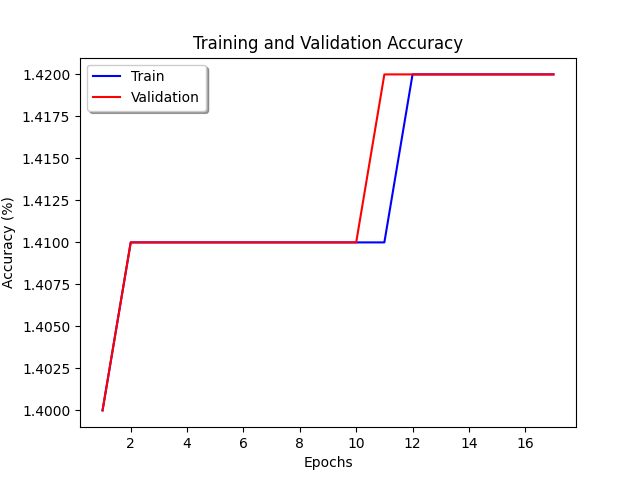 Training and Validation Accuracy
Train
Validation
Accuracy (%)
1.4200
1.4175
1.4150
1.4125
1.4100
1.4075
1.4050
1.4025
1.4000
2 4 6 8 10 12 14 16
Epochs